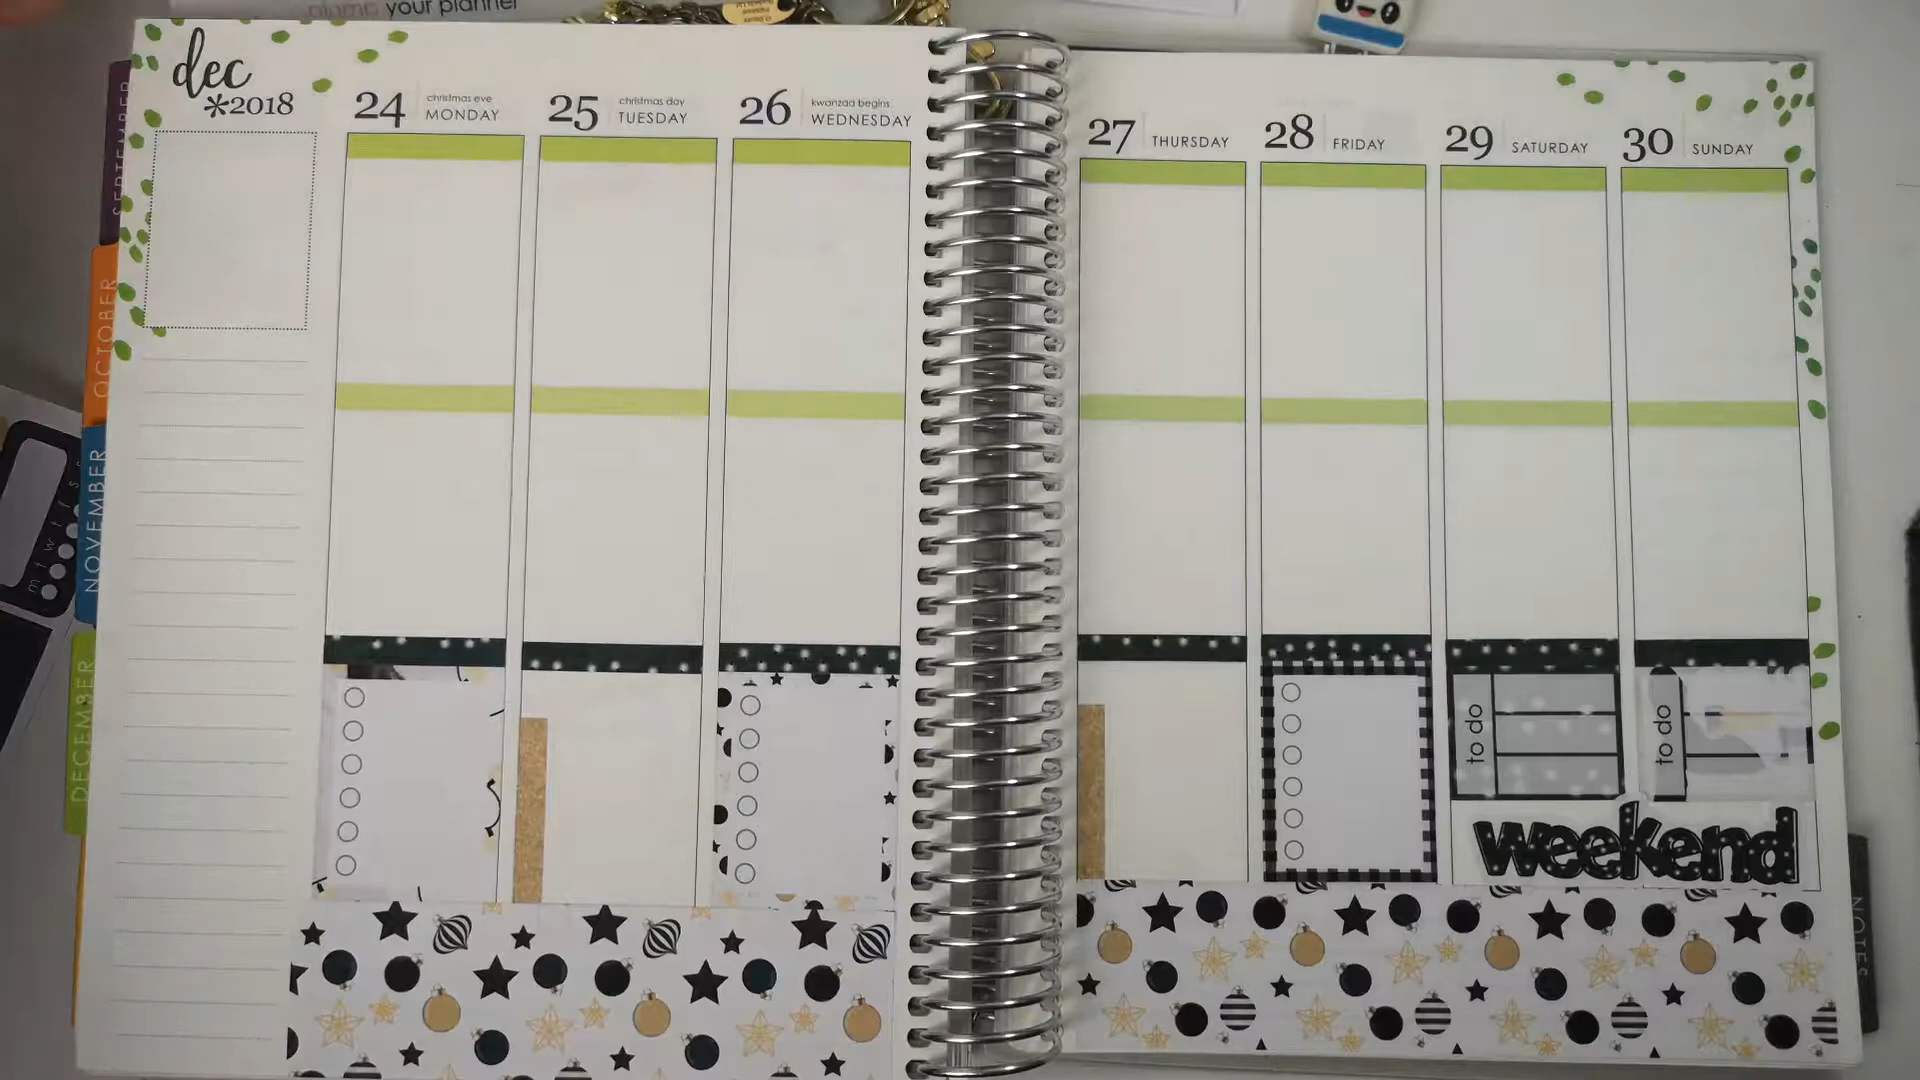 your planner
dec
*2018
24 christmas eve MONDAY
25 christmas day TUESDAY
26 kwanzaa begins WEDNESDAY
27 THURSDAY
28 FRIDAY
29 SATURDAY
30 SUNDAY
SEPTEMBER
OCTOBER
NOVEMBER
DECEMBER
m t w t f s
to do
to do
weekend
NOTES